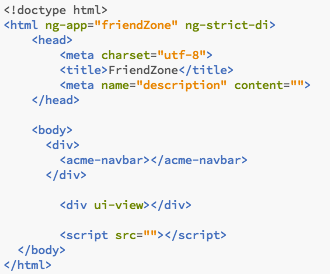 <!doctype html>
<html ng-app="friendZone" ng-strict-di>
    <head>
        <meta charset="utf-8">
        <title>FriendZone</title>
        <meta name="description" content="">
    </head>

    <body>
      <div>
        <acme-navbar></acme-navbar>
      </div>

        <div ui-view></div>

        <script src=""></script>
  </body>
</html>